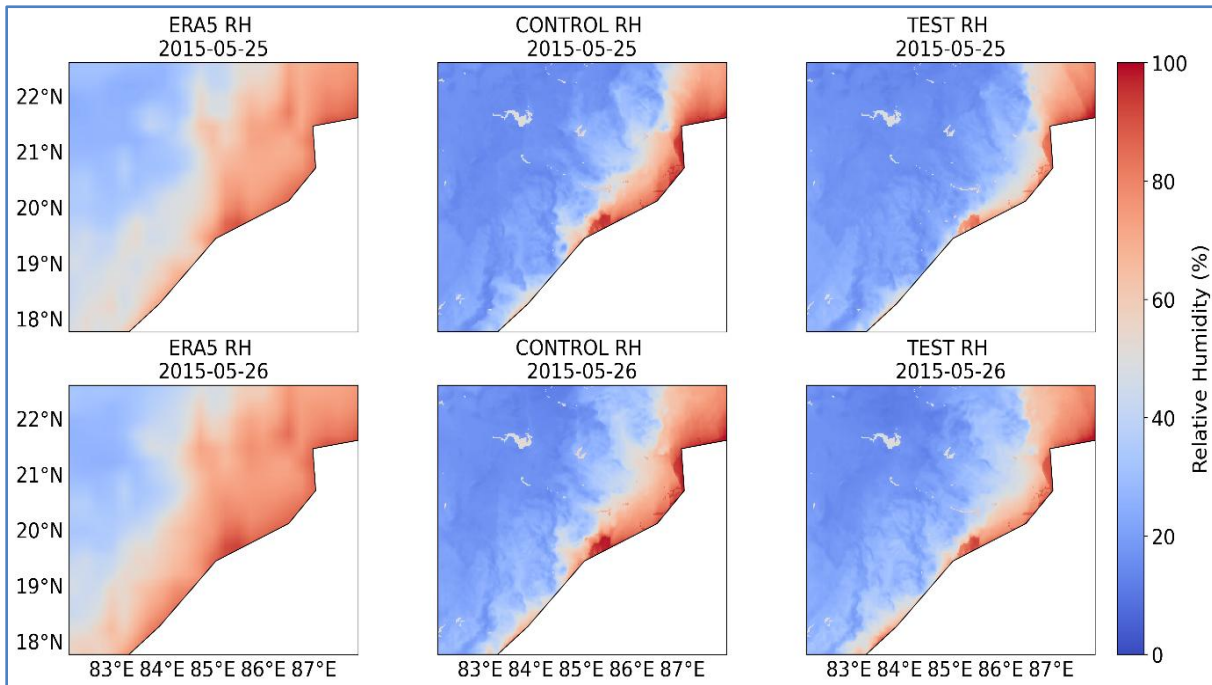 ERA5 RH
2015-05-25
CONTROL RH
2015-05-25
TEST RH
2015-05-25
22°N
21°N
20°N
19°N
18°N
ERA5 RH
2015-05-26
CONTROL RH
2015-05-26
TEST RH
2015-05-26
22°N
21°N
20°N
19°N
18°N
83°E 84°E 85°E 86°E 87°E
83°E 84°E 85°E 86°E 87°E
83°E 84°E 85°E 86°E 87°E
100
80
60
40
20
0
Relative Humidity (%)